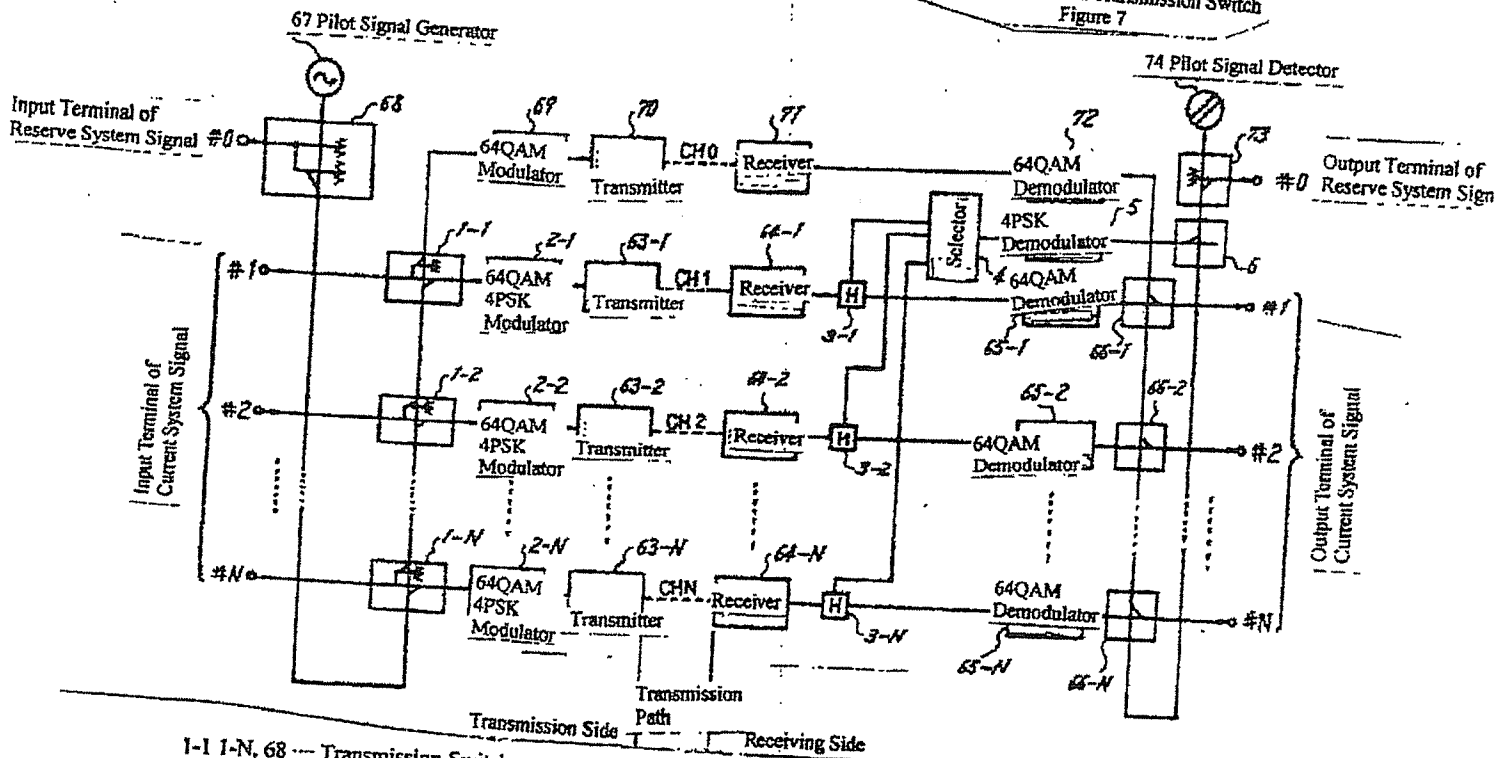 Transmission Switch
Figure 7
67 Pilot Signal Generator
74 Pilot Signal Detector
68
69
70
71
72
73
Input Terminal of
Reserve System Signal #0
64QAM
Modulator
Transmitter
CH0
Receiver
64QAM
Demodulator
#0
Output Terminal of
Reserve System Sign
1-1
2-1
63-1
64-1
Selector
4
4PSK
Demodulator
5
6
#1
64QAM
4PSK
Modulator
Transmitter
CH1
Receiver
H
3-1
64QAM
Demodulator
65-1
66-1
#1
Input Terminal of
Current System Signal
Output Terminal of
Current System Signal
1-2
2-2
63-2
64-2
65-2
66-2
#2
64QAM
4PSK
Modulator
Transmitter
CH2
Receiver
H
3-2
64QAM
Demodulator
#2
1-N
2-N
63-N
64-N
#N
64QAM
4PSK
Modulator
Transmitter
CHN
Receiver
H
3-N
64QAM
Demodulator
65-N
66-N
#N
Transmission
Path
Transmission Side
Receiving Side
1-1 1-N, 68 --- Transmission Switch